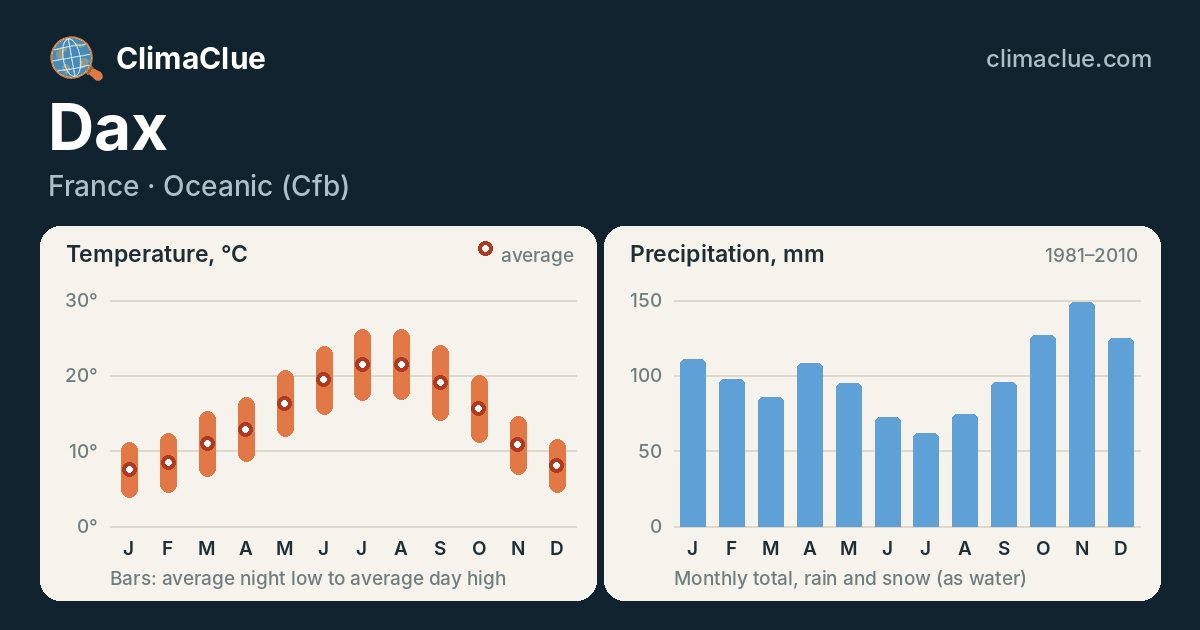 ClimaClue
climaclue.com
Dax
France · Oceanic (Cfb)
Temperature, °C
average
30°
20°
10°
0°
J F M A M J J A S O N D
Bars: average night low to average day high
Precipitation, mm
1981–2010
150
100
50
0
J F M A M J J A S O N D
Monthly total, rain and snow (as water)